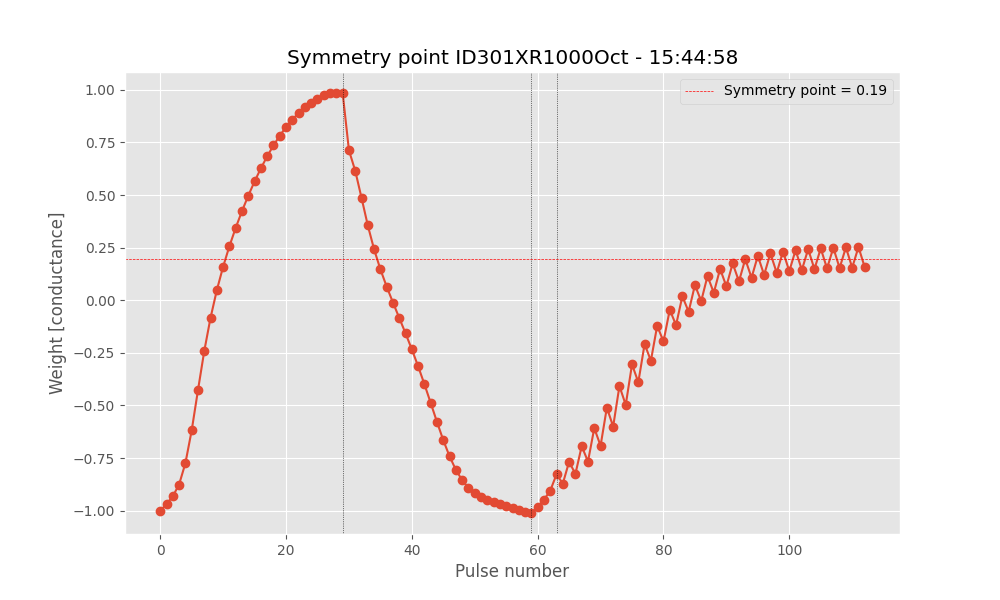 Symmetry point ID301XR1000Oct - 15:44:58
Symmetry point = 0.19
Weight [conductance]
1.00
0.75
0.50
0.25
0.00
−0.25
−0.50
−0.75
−1.00
0 20 40 60 80 100
Pulse number